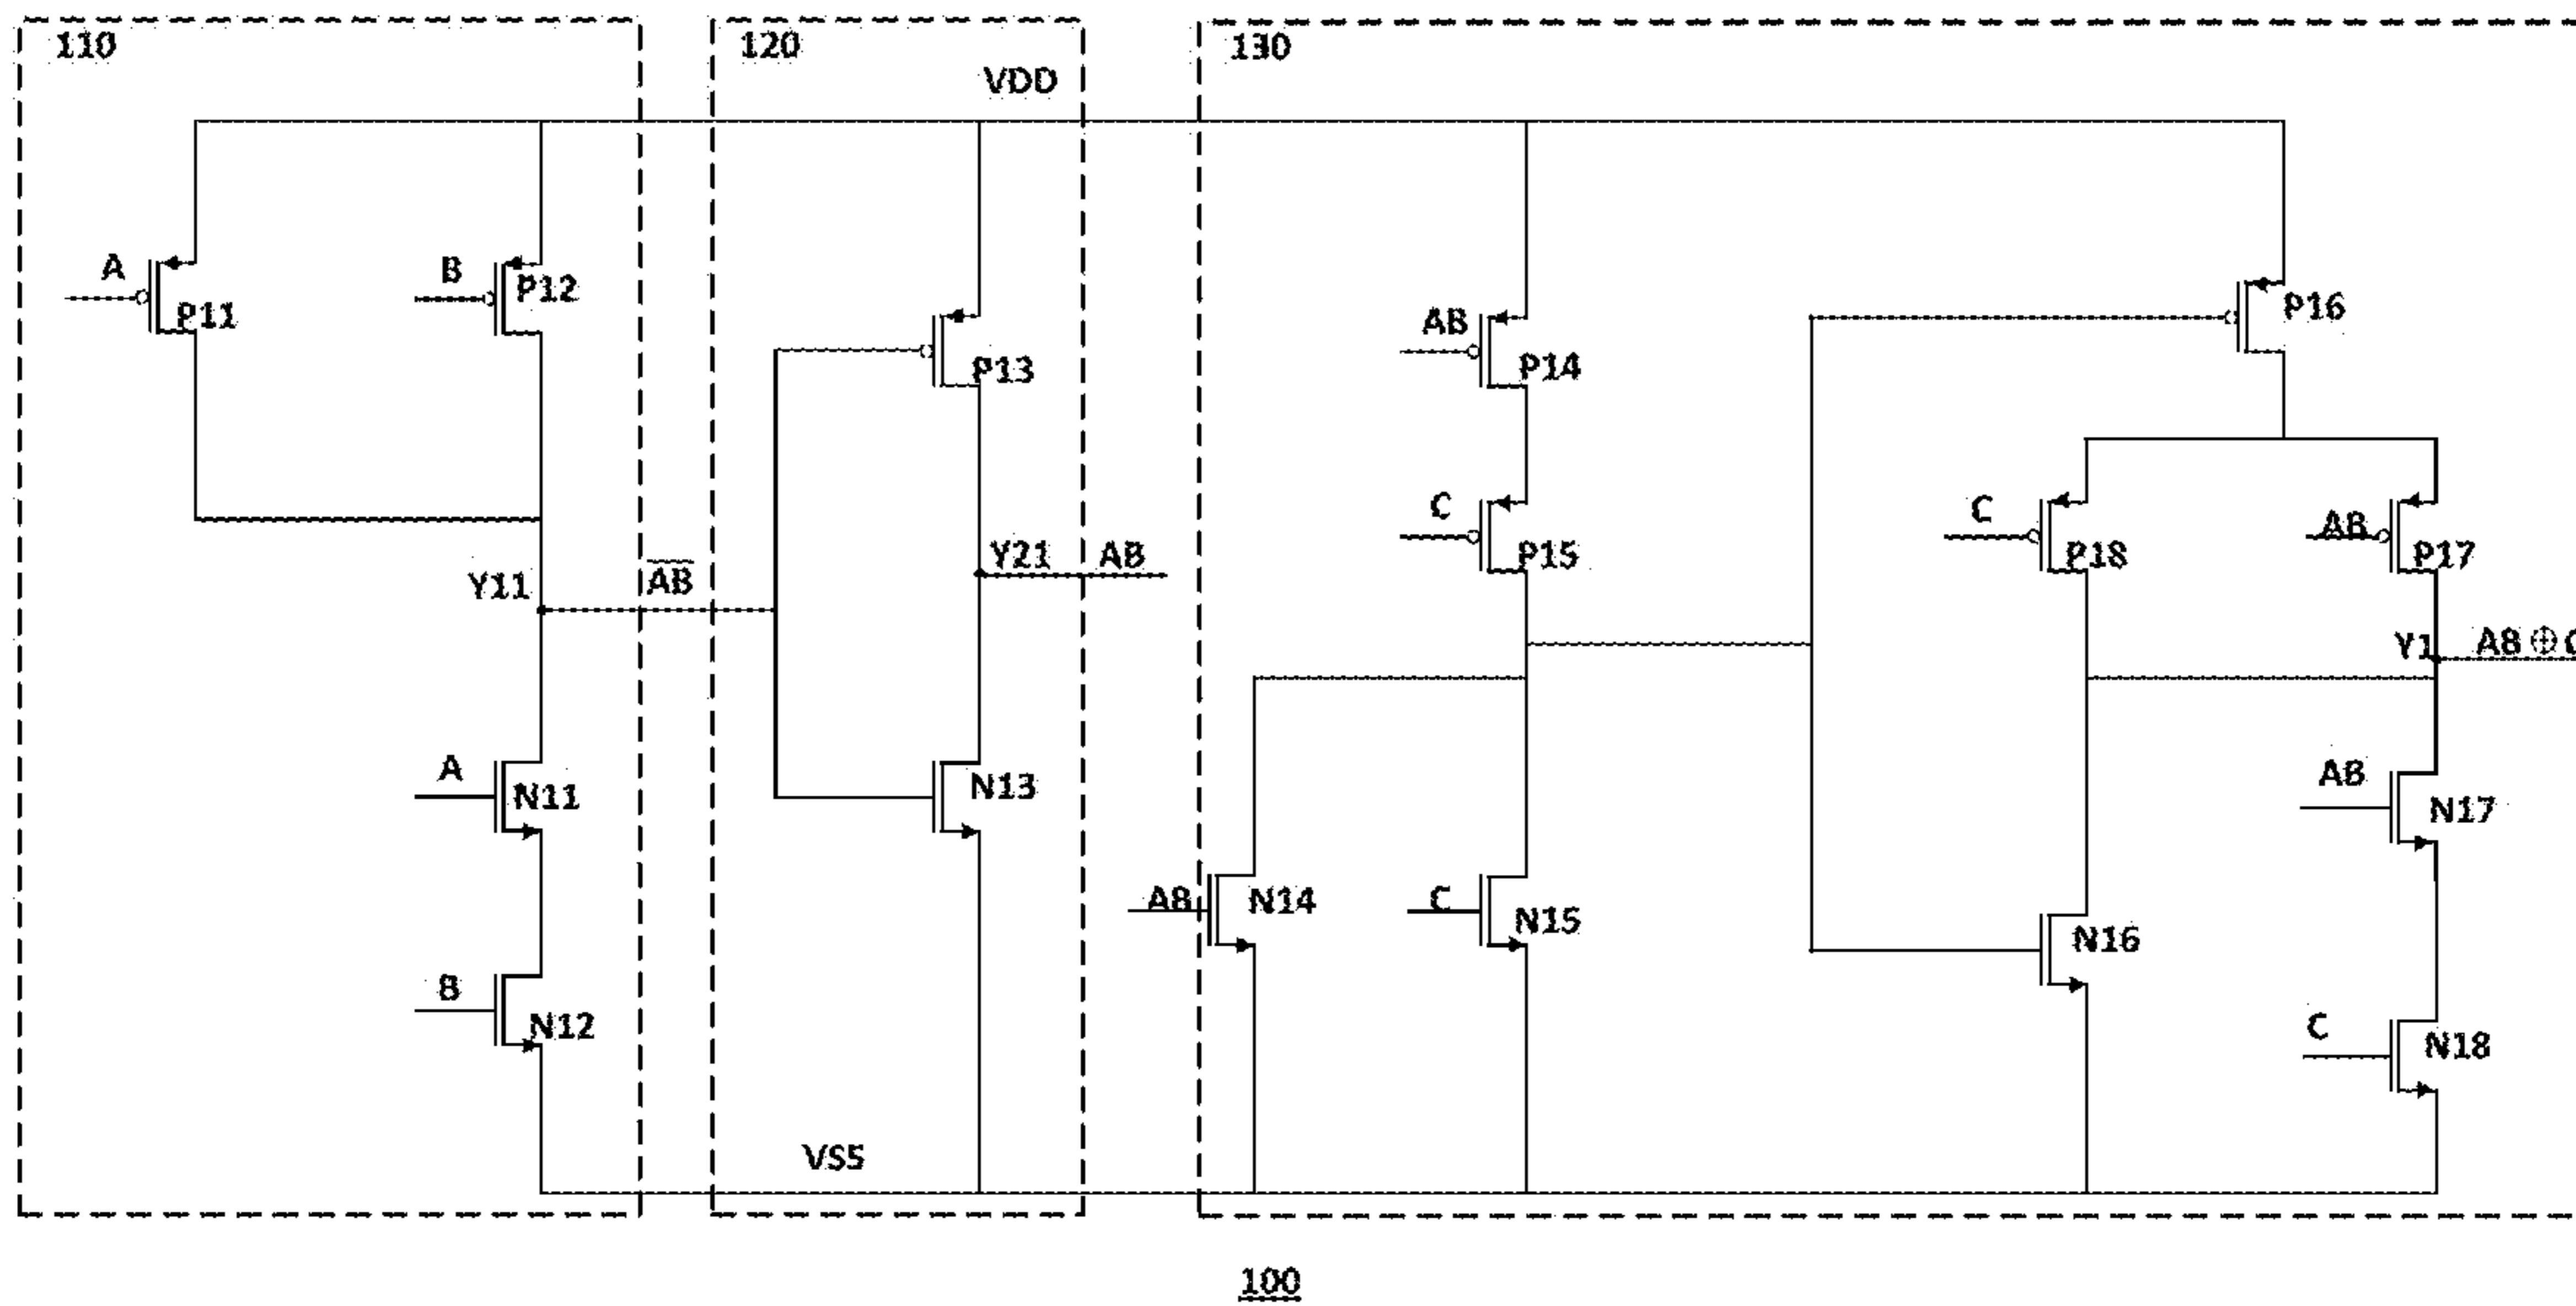 110
120
130
VDD
A
P11
B
P12
P13
AB
P14
P16
C
P15
C
P18
AB
P17
Y11
A̅B̅
Y21
AB
Y1
AB ⊕ C
A
N11
N13
AB
N17
AB
N14
C
N15
N16
B
N12
C
N18
VSS
100